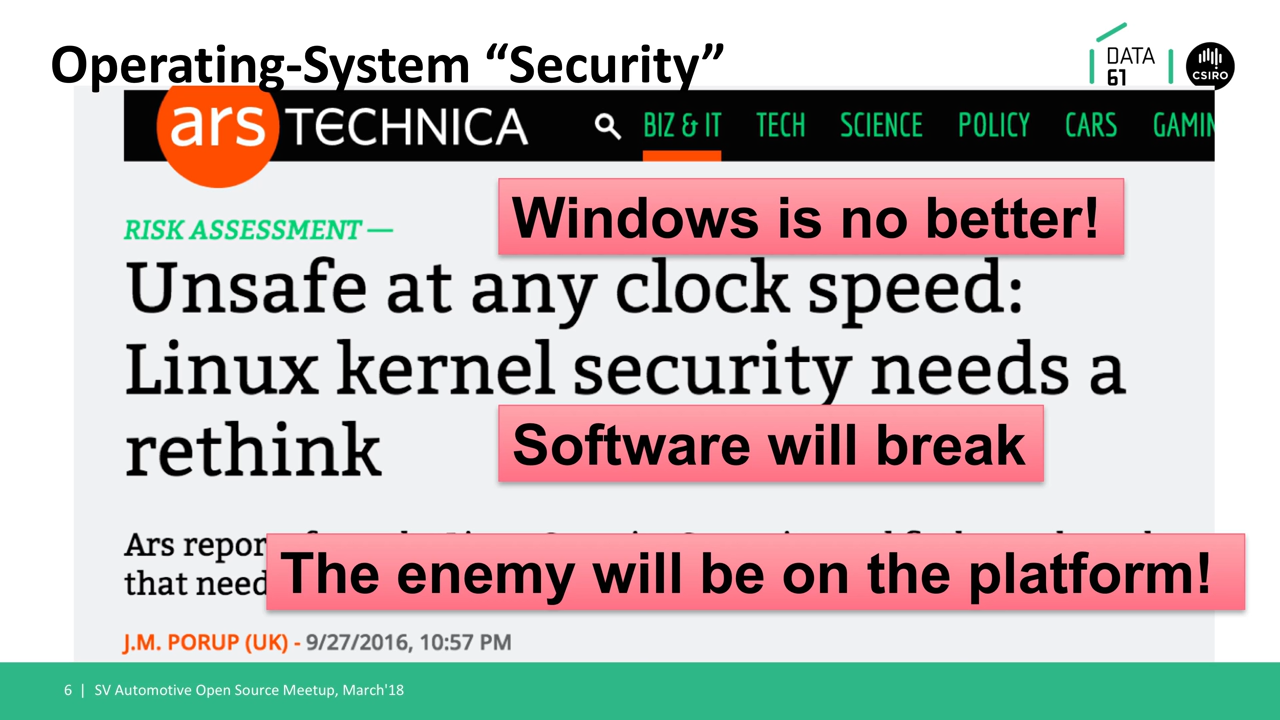 Operating-System “Security”
DATA
61
CSIRO
ars TECHNICA
BIZ & IT TECH SCIENCE POLICY CARS GAMIN
Windows is no better!
RISK ASSESSMENT —
Unsafe at any clock speed:
Linux kernel security needs a
rethink
Software will break
Ars
The enemy will be on the platform!
that need
J.M. PORUP (UK) - 9/27/2016, 10:57 PM
6 | SV Automotive Open Source Meetup, March'18